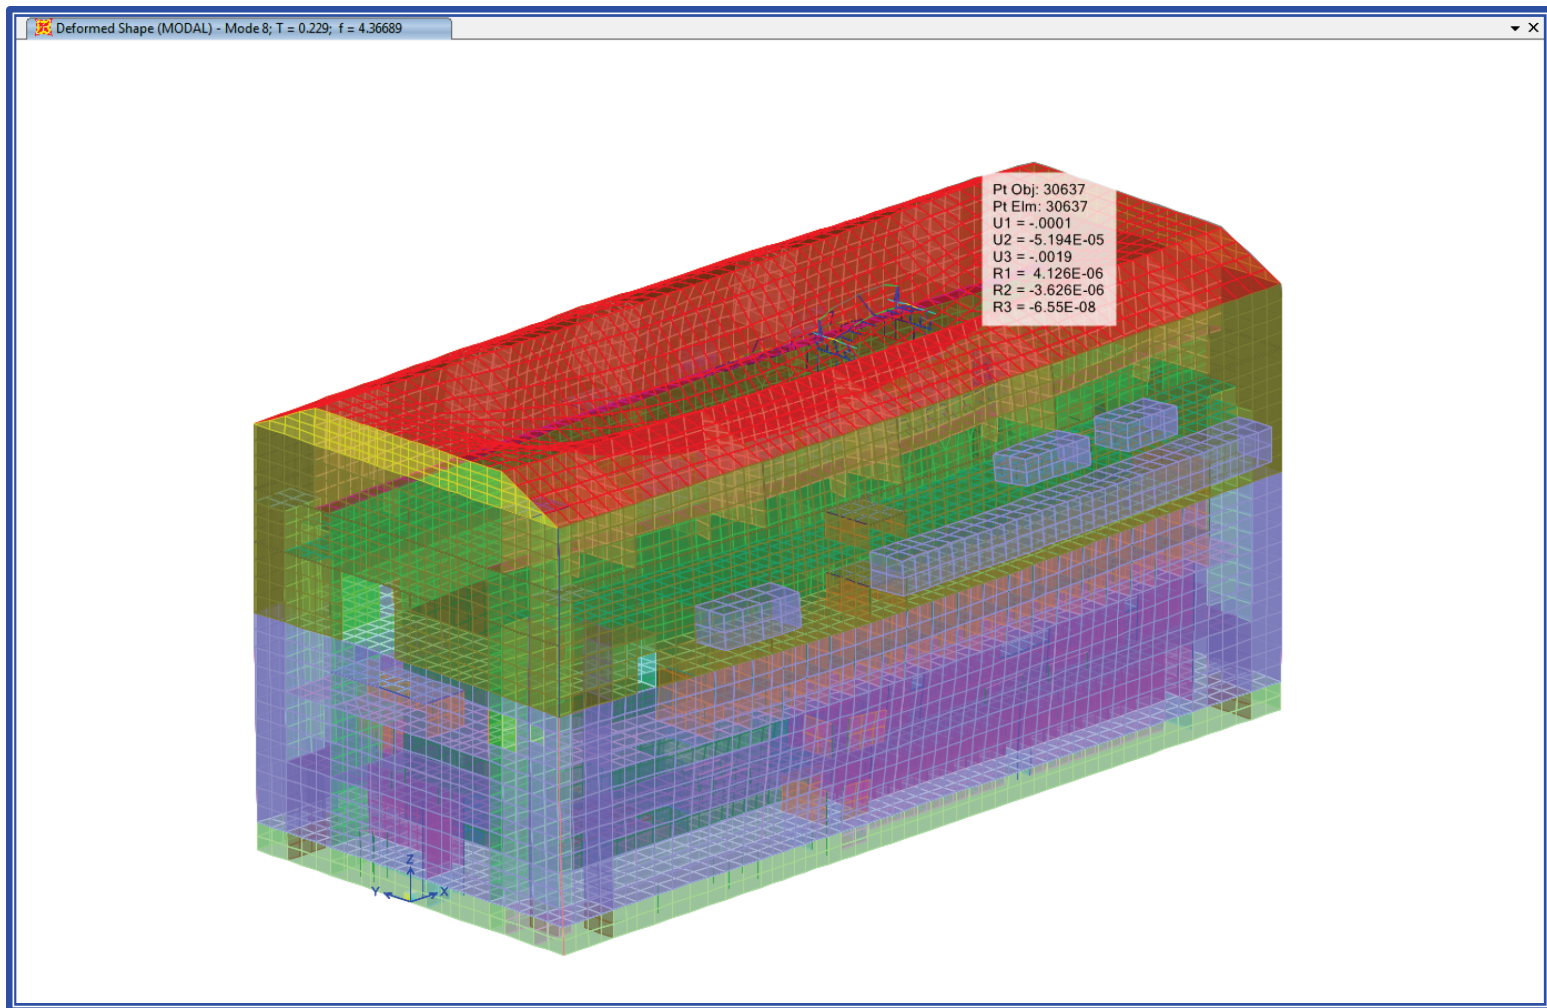 Deformed Shape (MODAL) - Mode 8; T = 0.229; f = 4.36689
Pt Obj: 30637
Pt Elm: 30637
U1 = -.0001
U2 = -5.194E-05
U3 = -.0019
R1 = 4.126E-06
R2 = -3.626E-06
R3 = -6.55E-08
Z
Y
X